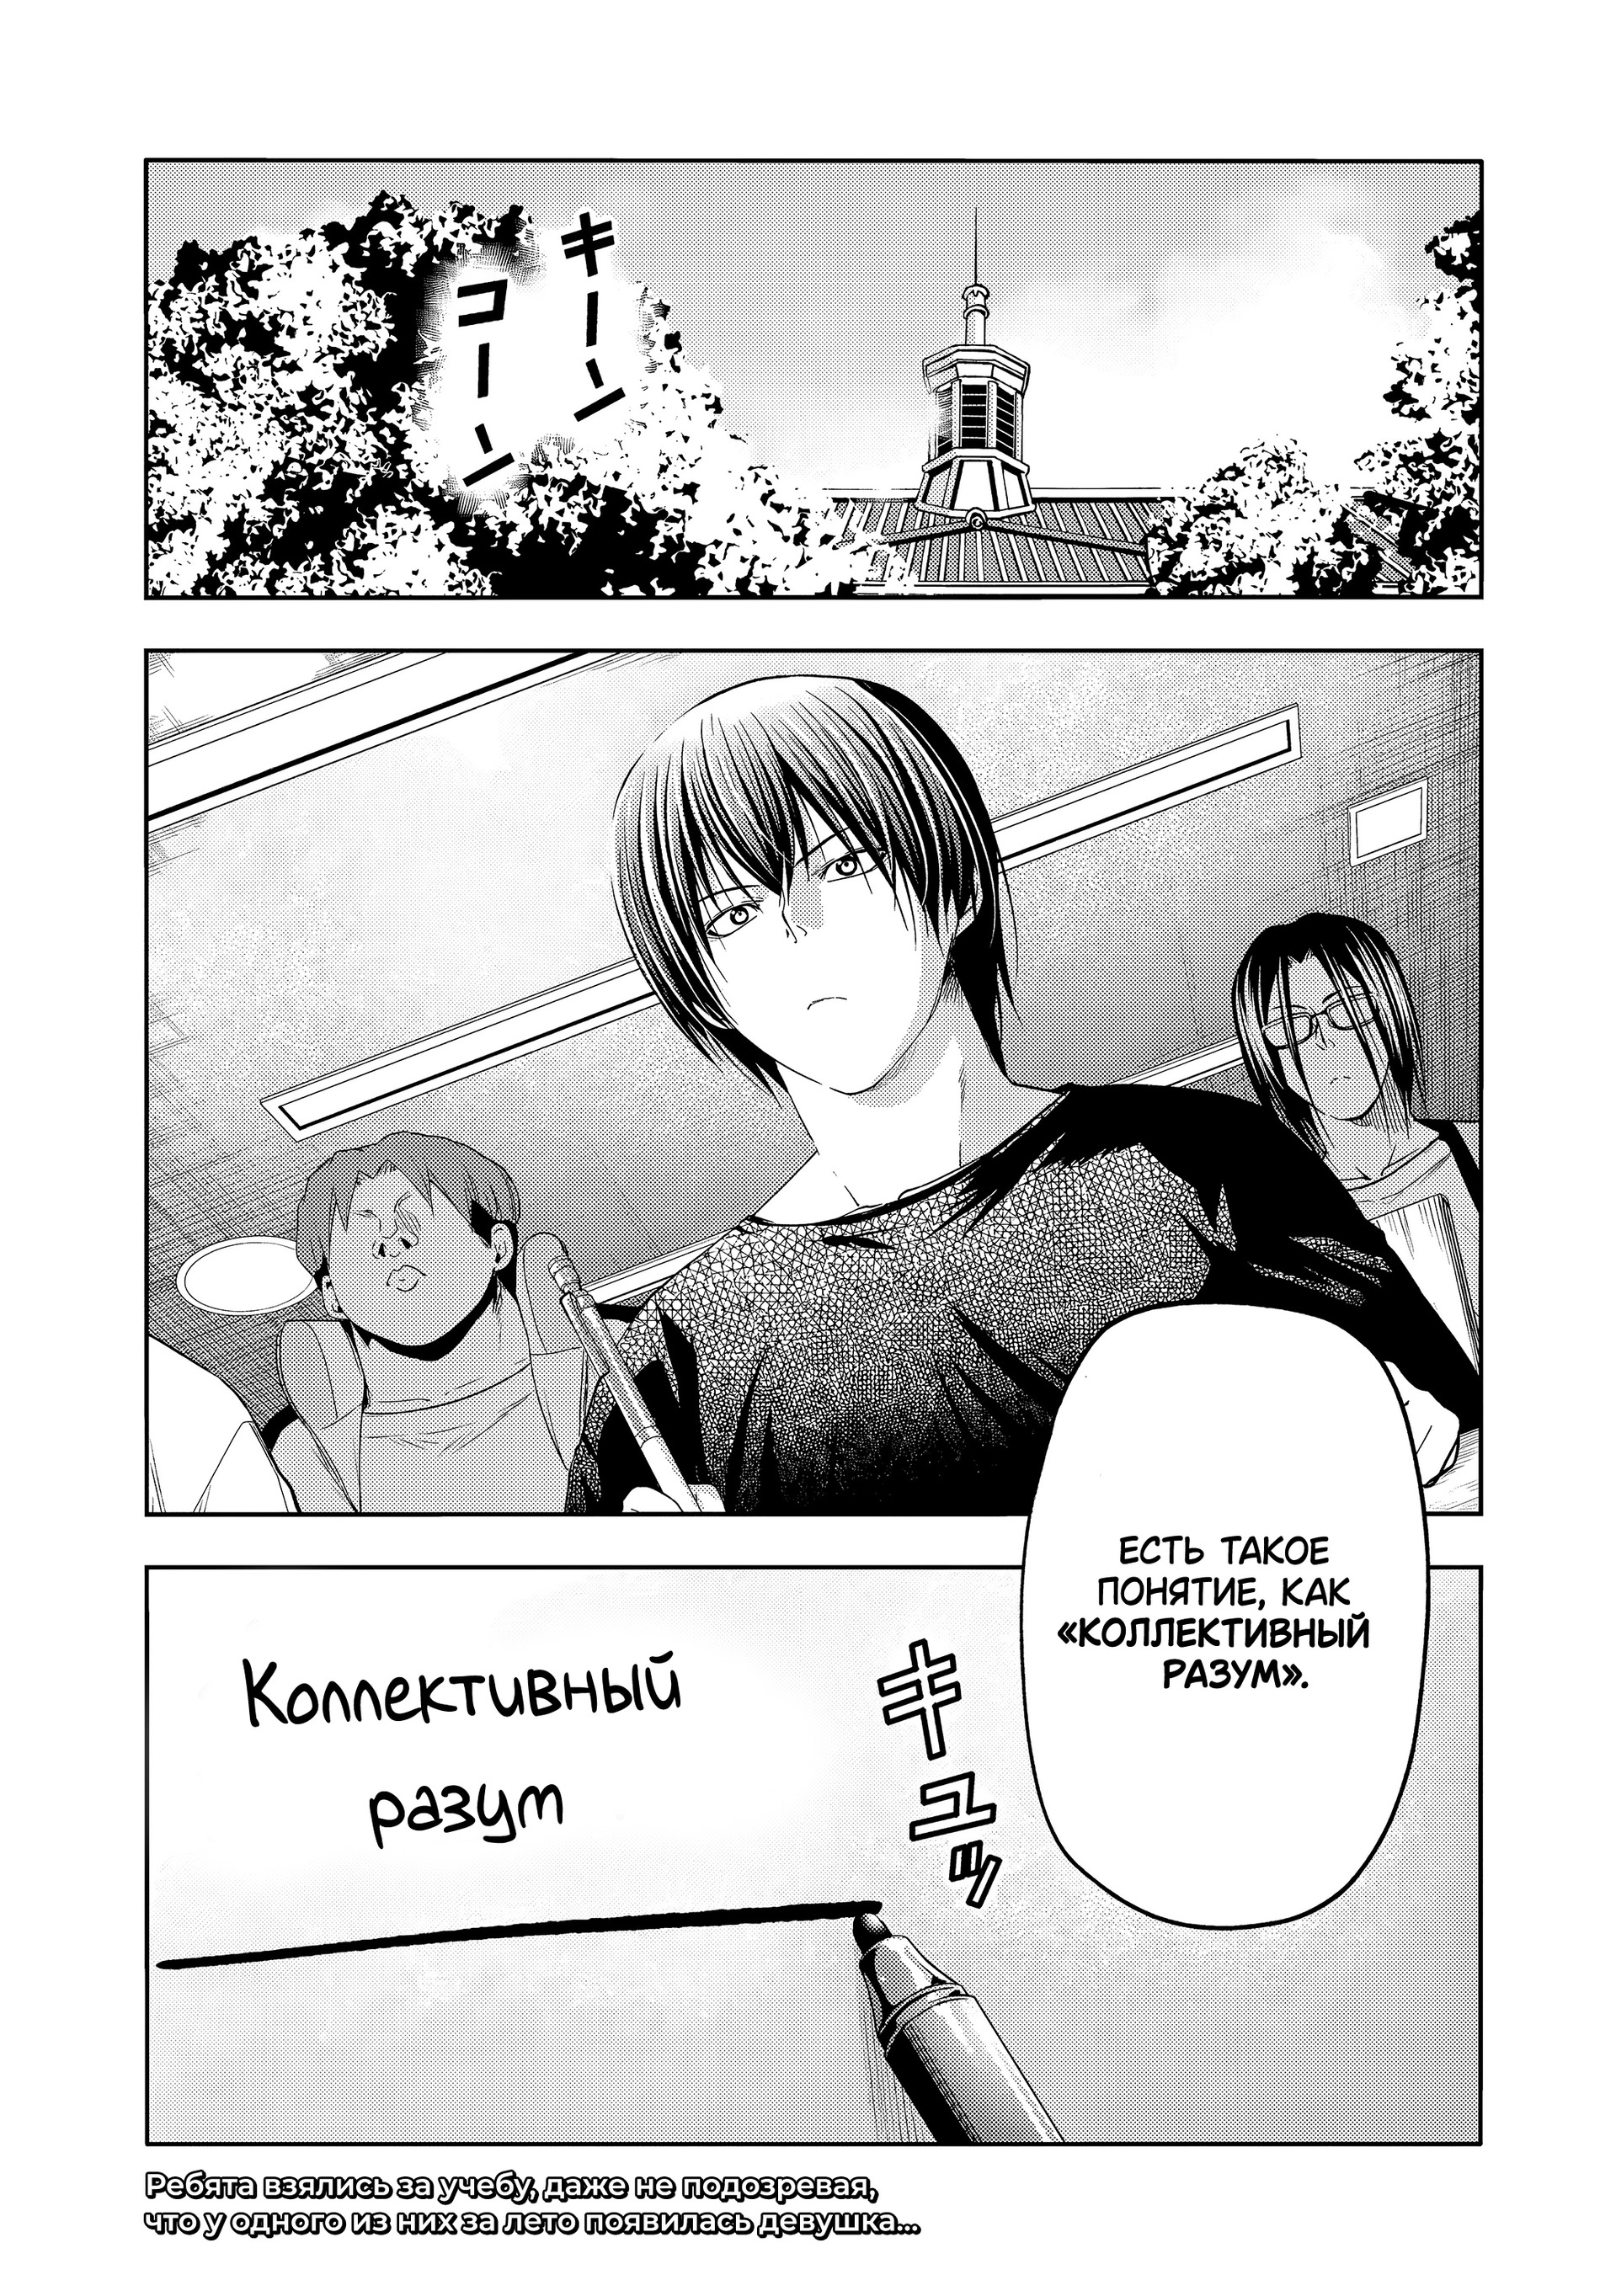 キーン
コーン
ЕСТЬ ТАКОЕ
ПОНЯТИЕ, КАК
«КОЛЛЕКТИВНЫЙ
РАЗУМ».
キュッ
Коллективный
разум
Ребята взялись за учебу, даже не подозревая,
что у одного из них за лето появилась девушка...